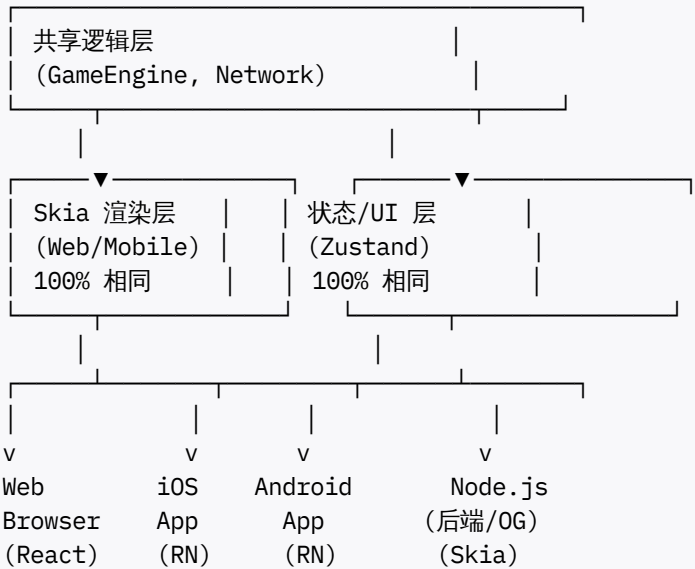 共享逻辑层
(GameEngine, Network)
Skia 渲染层 状态/UI 层
(Web/Mobile) (Zustand)
100% 相同 100% 相同
v v v v
Web iOS Android Node.js
Browser App App (后端/OG)
(React) (RN) (RN) (Skia)